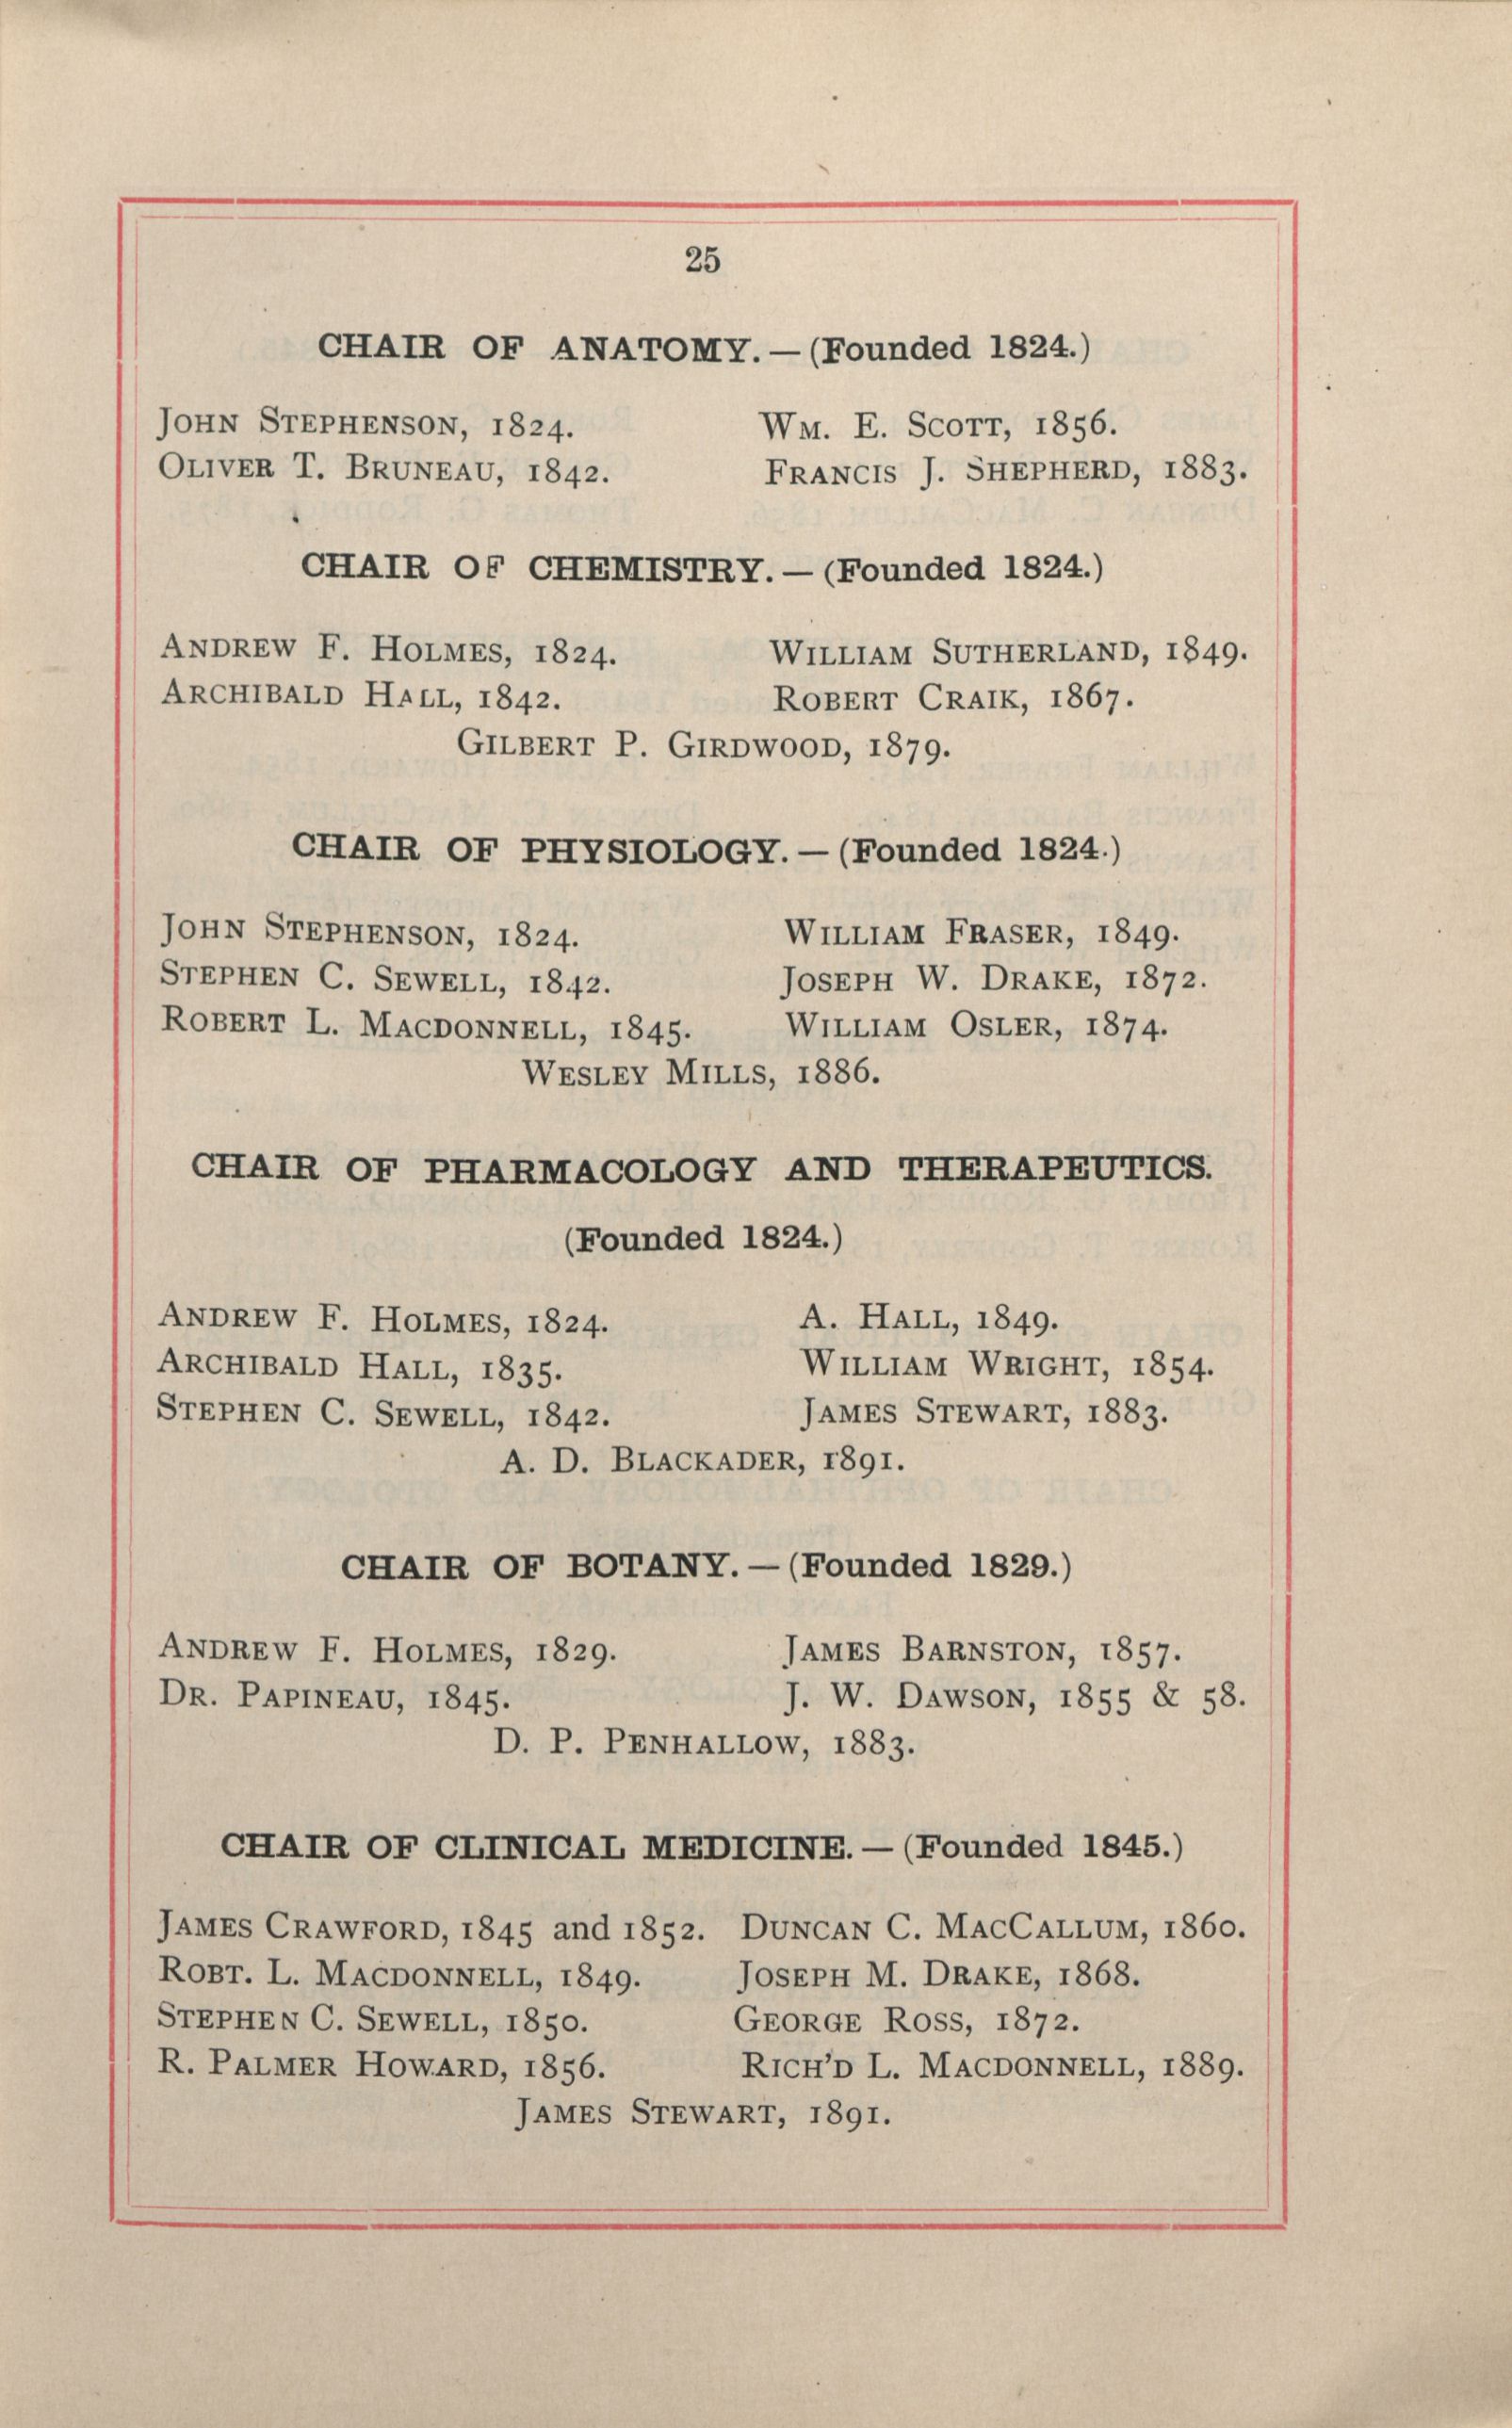 25
CHAIR OF ANATOMY. — (Founded 1824.)
JOHN STEPHENSON, 1824. WM. E. SCOTT, 1856.
OLIVER T. BRUNEAU, 1842. FRANCIS J. SHEPHERD, 1883.
CHAIR OF CHEMISTRY. — (Founded 1824.)
ANDREW F. HOLMES, 1824. WILLIAM SUTHERLAND, 1849.
ARCHIBALD HALL, 1842. ROBERT CRAIK, 1867.
GILBERT P. GIRDWOOD, 1879.
CHAIR OF PHYSIOLOGY. — (Founded 1824.)
JOHN STEPHENSON, 1824. WILLIAM FRASER, 1849.
STEPHEN C. SEWELL, 1842. JOSEPH W. DRAKE, 1872.
ROBERT L. MACDONNELL, 1845. WILLIAM OSLER, 1874.
WESLEY MILLS, 1886.
CHAIR OF PHARMACOLOGY AND THERAPEUTICS.
(Founded 1824.)
ANDREW F. HOLMES, 1824. A. HALL, 1849.
ARCHIBALD HALL, 1835. WILLIAM WRIGHT, 1854.
STEPHEN C. SEWELL, 1842. JAMES STEWART, 1883.
A. D. BLACKADER, 1891.
CHAIR OF BOTANY. — (Founded 1829.)
ANDREW F. HOLMES, 1829. JAMES BARNSTON, 1857.
DR. PAPINEAU, 1845. J. W. DAWSON, 1855 & 58.
D. P. PENHALLOW, 1883.
CHAIR OF CLINICAL MEDICINE. — (Founded 1845.)
JAMES CRAWFORD, 1845 and 1852. DUNCAN C. MACCALLUM, 1860.
ROBT. L. MACDONNELL, 1849. JOSEPH M. DRAKE, 1868.
STEPHEN C. SEWELL, 1850. GEORGE ROSS, 1872.
R. PALMER HOWARD, 1856. RICH'D L. MACDONNELL, 1889.
JAMES STEWART, 1891.